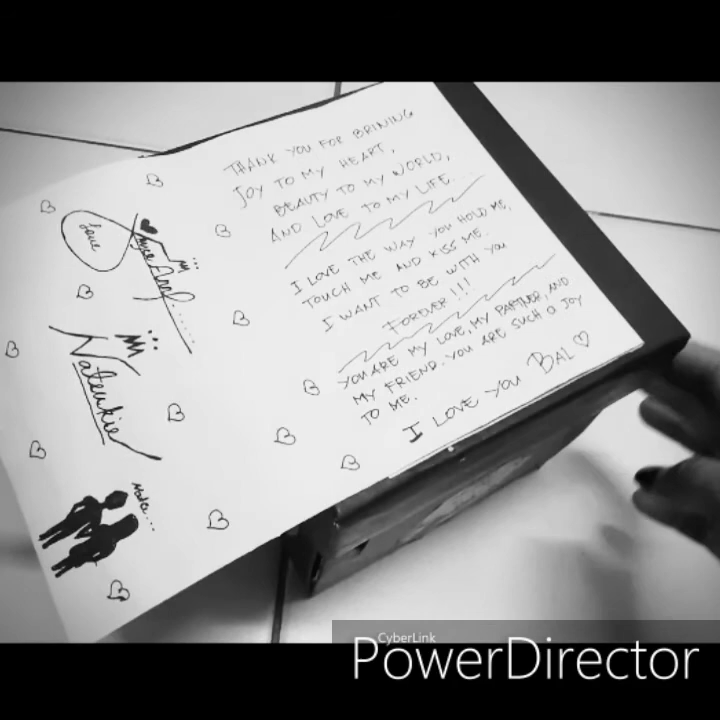 THANK YOU FOR BRINING
JOY TO MY HEART,
BEAUTY TO MY WORLD,
AND LOVE TO MY LIFE.
I LOVE THE WAY YOU HOLD ME,
TOUCH ME AND KISS ME.
I WANT TO BE WITH YOU
FOREVER!!!
YOU ARE MY LOVE, MY PARTNER, AND
MY FRIEND. YOU ARE SUCH A JOY
TO ME.
I LOVE YOU BAL♡
Love
Natenkie
CyberLink
PowerDirector